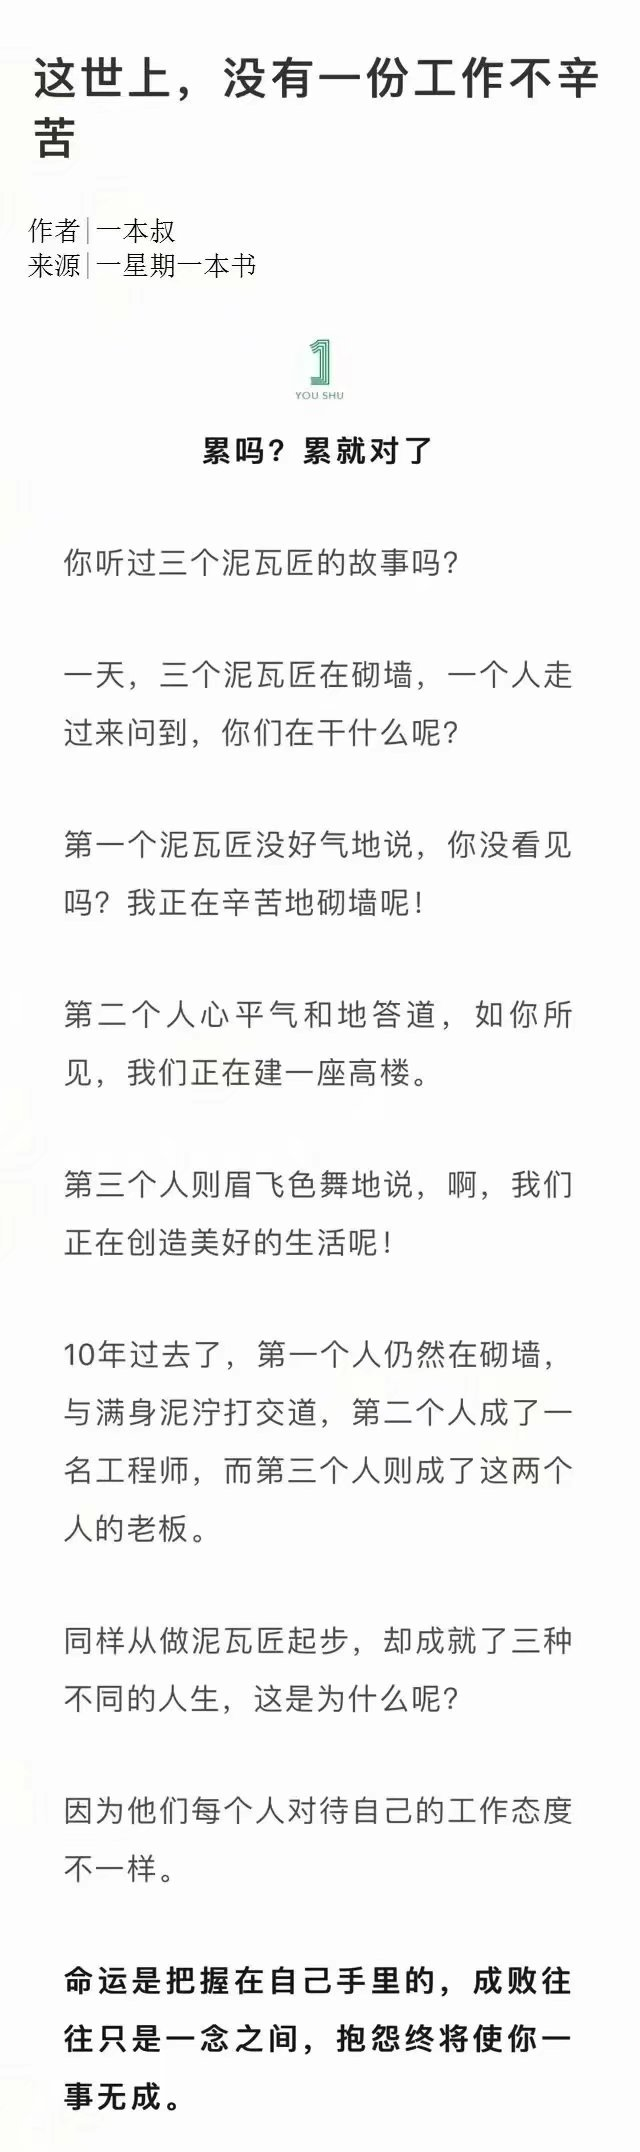 这世上，没有一份工作不辛
苦
作者|一本叔
来源|一星期一本书
1
YOU SHU
累吗？累就对了
你听过三个泥瓦匠的故事吗？
一天，三个泥瓦匠在砌墙，一个人走
过来问到，你们在干什么呢？
第一个泥瓦匠没好气地说，你没看见
吗？我正在辛苦地砌墙呢！
第二个人心平气和地答道，如你所
见，我们正在建一座高楼。
第三个人则眉飞色舞地说，啊，我们
正在创造美好的生活呢！
10年过去了，第一个人仍然在砌墙，
与满身泥泞打交道，第二个人成了一
名工程师，而第三个人则成了这两个
人的老板。
同样从做泥瓦匠起步，却成就了三种
不同的人生，这是为什么呢？
因为他们每个人对待自己的工作态度
不一样。
命运是把握在自己手里的，成败往
往只是一念之间，抱怨终将使你一
事无成。